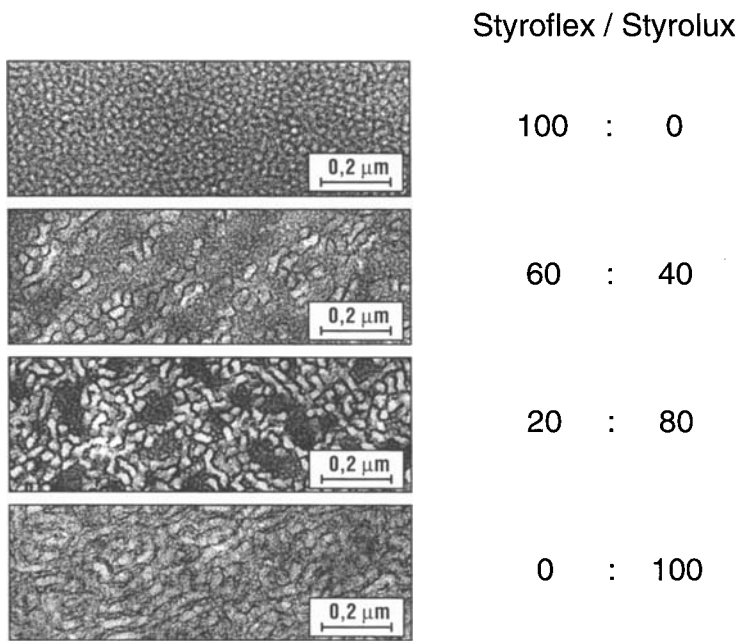 Styroflex / Styrolux
0,2 μm
100 : 0
0,2 μm
60 : 40
0,2 μm
20 : 80
0,2 μm
0 : 100